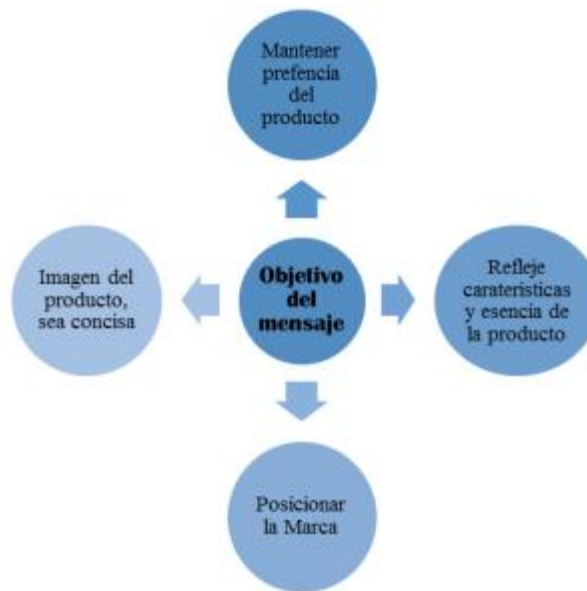 Mantener
prefencia
del
producto
Imagen del
producto,
sea concisa
Objetivo
del
mensaje
Refleje
carateristicas
y esencia de
la producto
Posicionar
la Marca